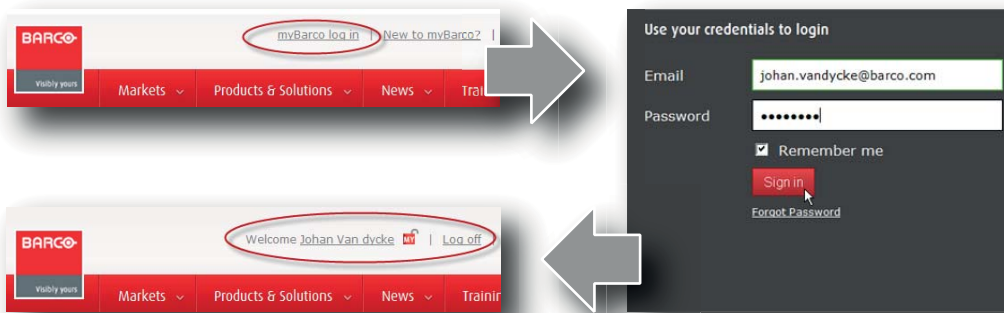 BARCO
Visibly yours
myBarco log in | New to myBarco? |
Markets Products & Solutions News
Use your credentials to login
Email johan.vandycke@barco.com
Password ••••••••
Remember me
Sign in
Forgot Password
BARCO
Visibly yours
Welcome Johan Van dycke MY | Log off
Markets Products & Solutions News